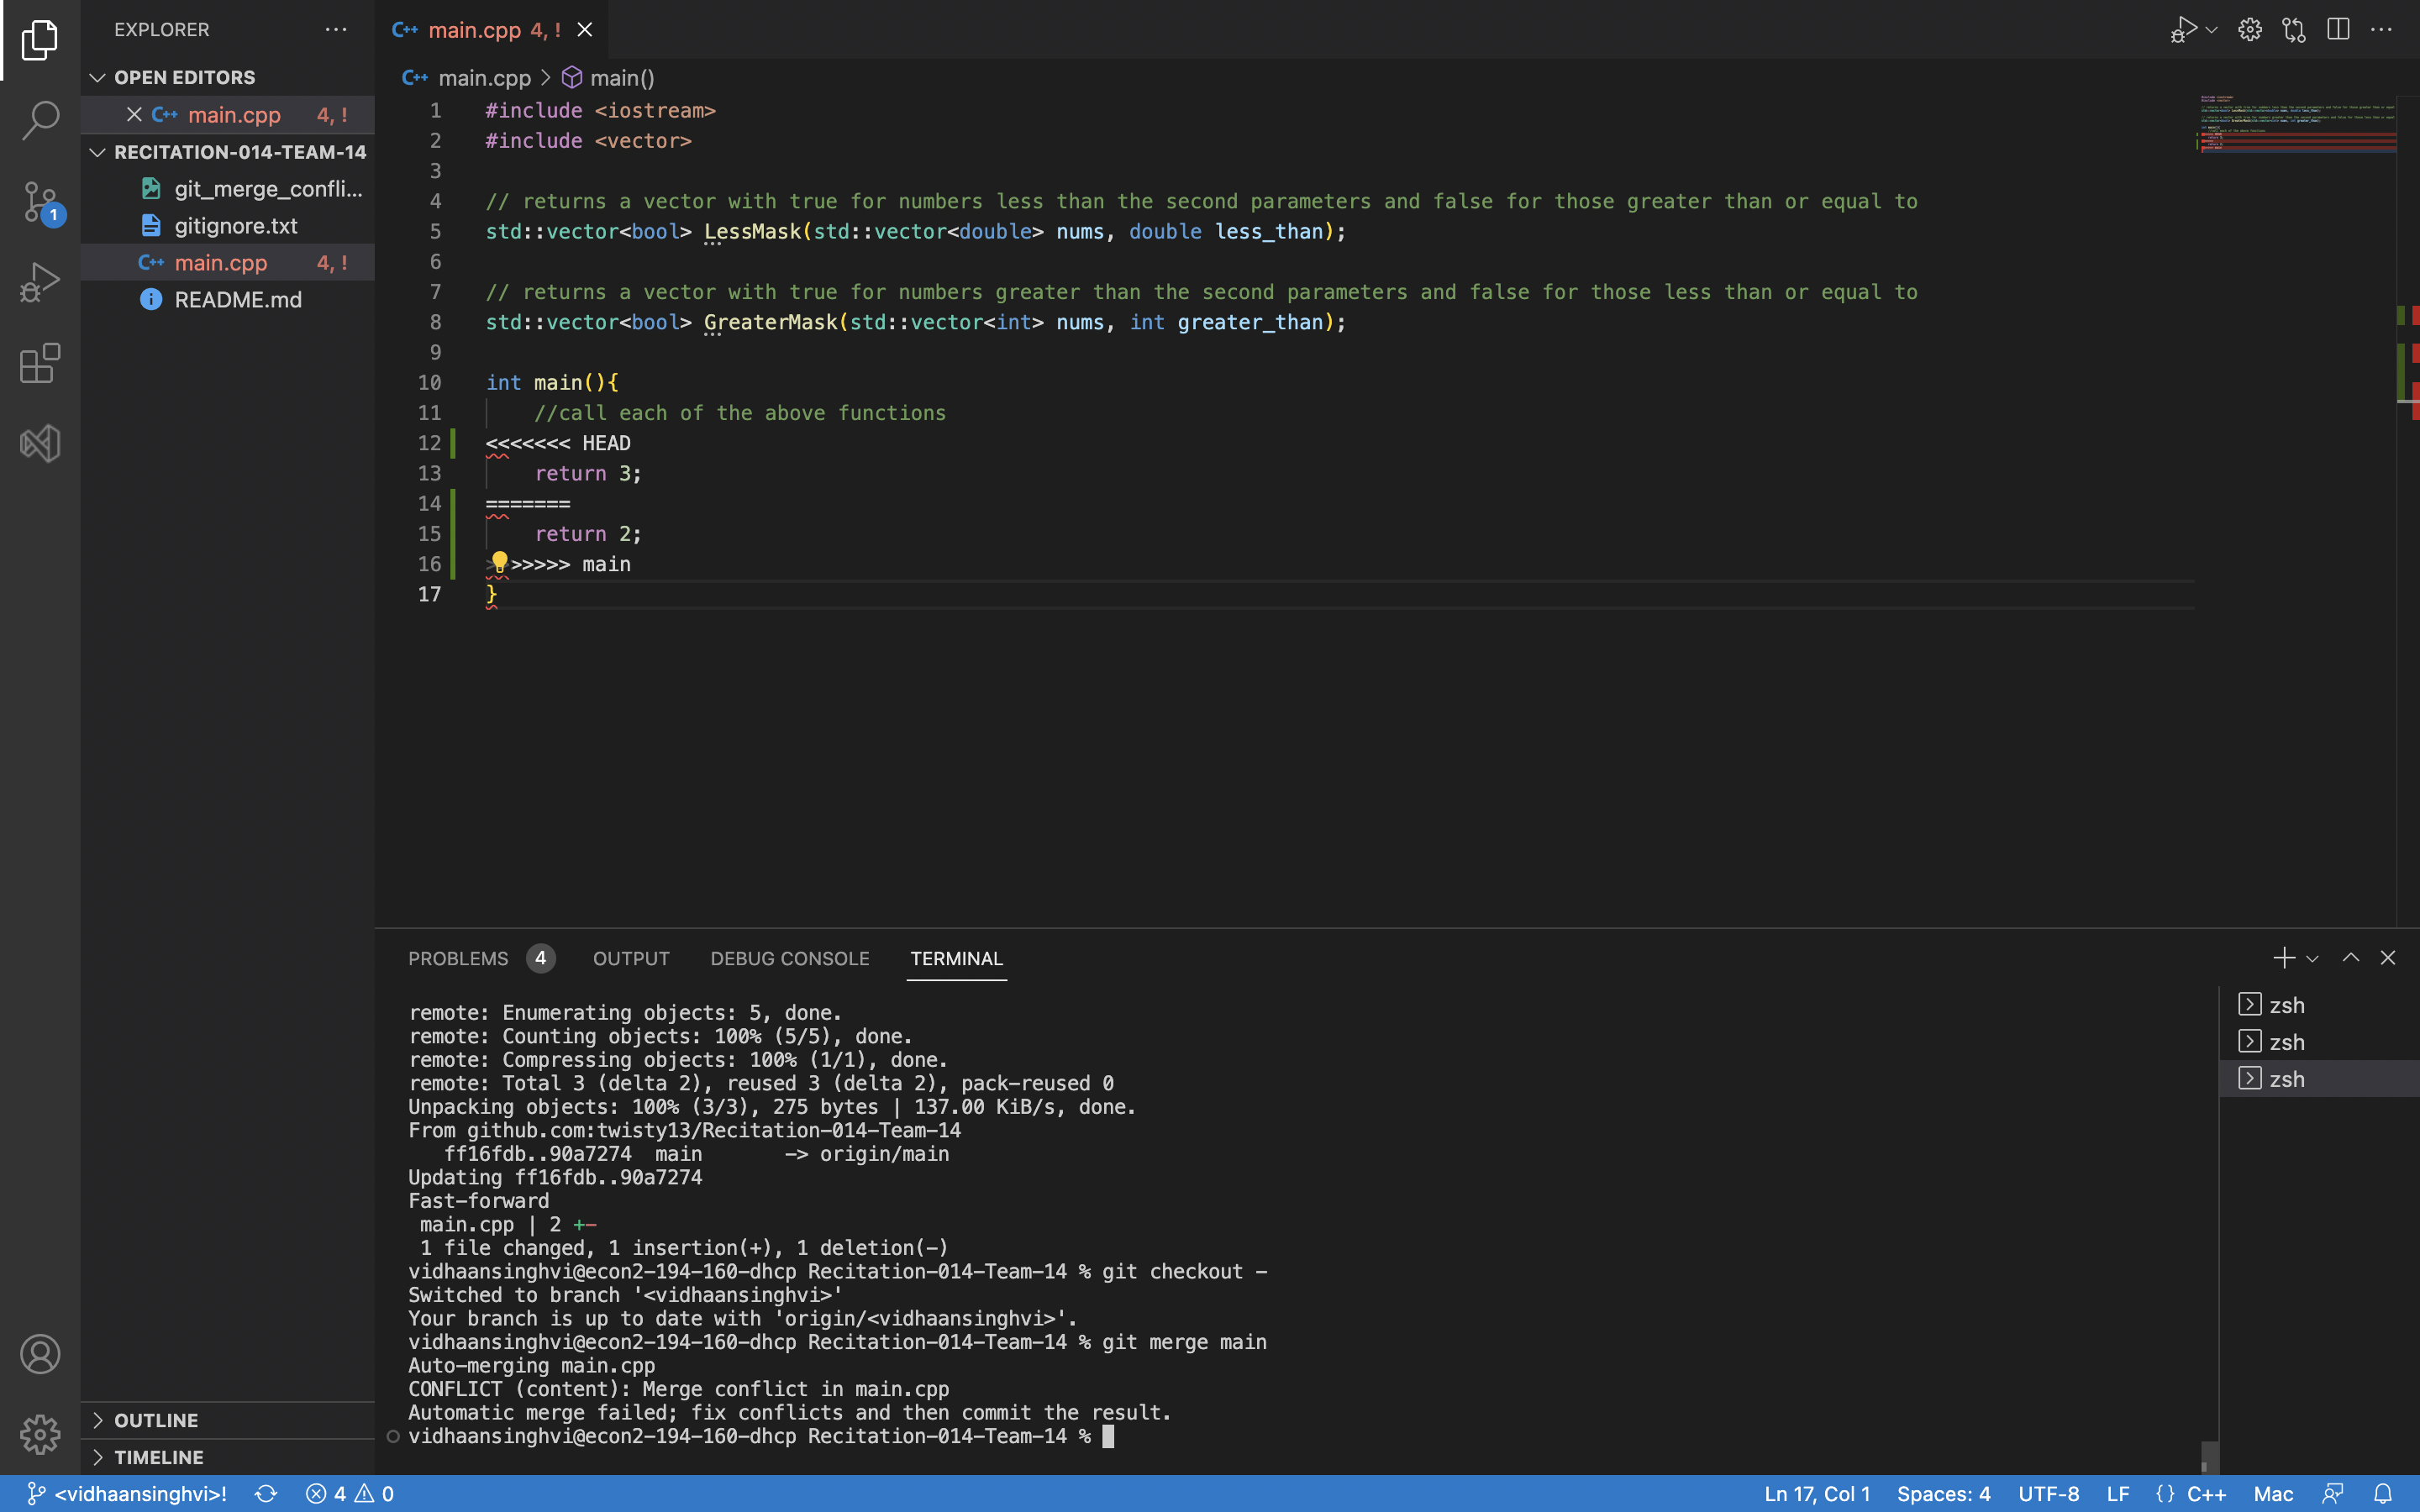 EXPLORER
OPEN EDITORS
main.cpp 4, !
RECITATION-014-TEAM-14
git_merge_confli...
gitignore.txt
main.cpp 4, !
README.md
OUTLINE
TIMELINE
1
C++ main.cpp 4, !
C++ main.cpp > main()
1 #include <iostream>
2 #include <vector>
3
4 // returns a vector with true for numbers less than the second parameters and false for those greater than or equal to
5 std::vector<bool> LessMask(std::vector<double> nums, double less_than);
6
7 // returns a vector with true for numbers greater than the second parameters and false for those less than or equal to
8 std::vector<bool> GreaterMask(std::vector<int> nums, int greater_than);
9
10 int main(){
11 //call each of the above functions
12 <<<<<<< HEAD
13 return 3;
14 =======
15 return 2;
16 >>>>>>> main
17 }
PROBLEMS 4 OUTPUT DEBUG CONSOLE TERMINAL
remote: Enumerating objects: 5, done.
remote: Counting objects: 100% (5/5), done.
remote: Compressing objects: 100% (1/1), done.
remote: Total 3 (delta 2), reused 3 (delta 2), pack-reused 0
Unpacking objects: 100% (3/3), 275 bytes | 137.00 KiB/s, done.
From github.com:twisty13/Recitation-014-Team-14
ff16fdb..90a7274 main -> origin/main
Updating ff16fdb..90a7274
Fast-forward
main.cpp | 2 +-
1 file changed, 1 insertion(+), 1 deletion(-)
vidhaansinghvi@econ2-194-160-dhcp Recitation-014-Team-14 % git checkout -
Switched to branch '<vidhaansinghvi>'
Your branch is up to date with 'origin/<vidhaansinghvi>'.
vidhaansinghvi@econ2-194-160-dhcp Recitation-014-Team-14 % git merge main
Auto-merging main.cpp
CONFLICT (content): Merge conflict in main.cpp
Automatic merge failed; fix conflicts and then commit the result.
vidhaansinghvi@econ2-194-160-dhcp Recitation-014-Team-14 %
zsh
zsh
zsh
<vidhaansinghvi>! 4 0 Ln 17, Col 1 Spaces: 4 UTF-8 LF {} C++ Mac